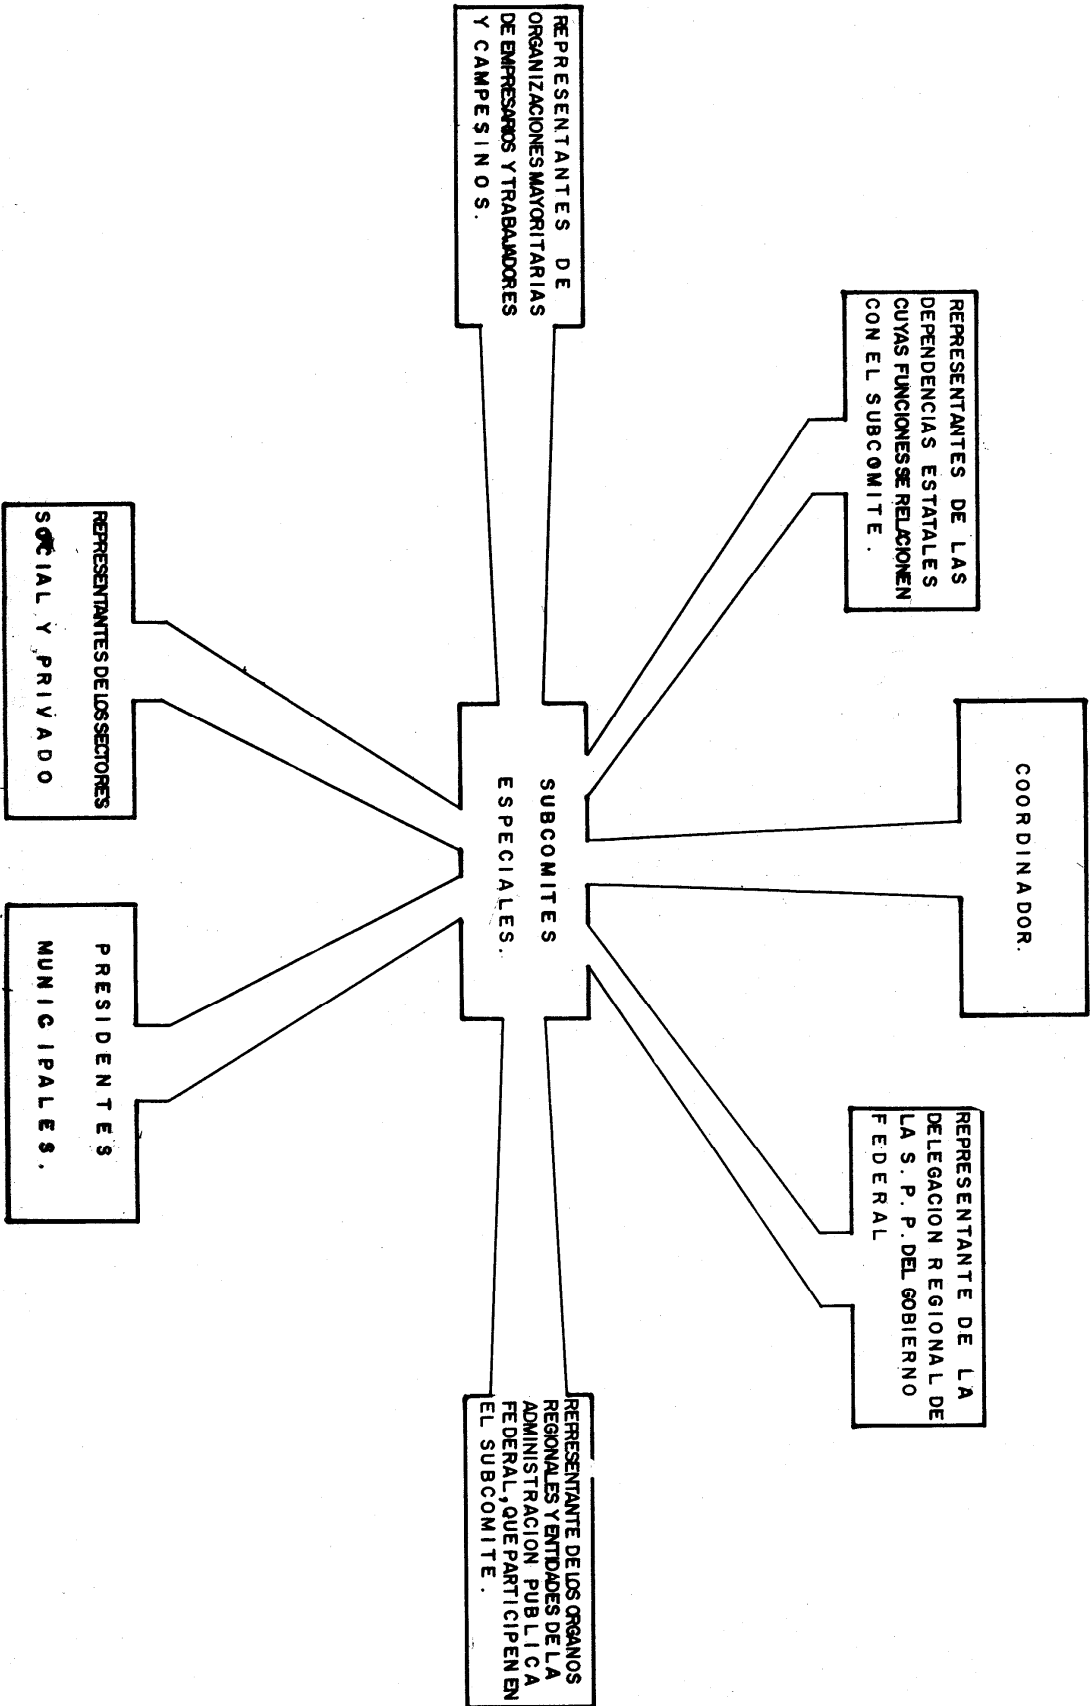 COORDINADOR.
REPRESENTANTES DE LAS
DEPENDENCIAS ESTATALES
CUYAS FUNCIONES SE RELACIONEN
CON EL SUBCOMITE.
REPRESENTANTE DE LA
DELEGACION REGIONAL DE
LA S. P. P. DEL GOBIERNO
FEDERAL
REPRESENTANTES DE
ORGANIZACIONES MAYORITARIAS
DE EMPRESARIOS Y TRABAJADORES
Y CAMPESINOS.
SUBCOMITES
ESPECIALES.
REPRESENTANTE DE LOS ORGANOS
REGIONALES Y ENTIDADES DE LA
ADMINISTRACION PUBLICA
FEDERAL, QUE PARTICIPEN EN
EL SUBCOMITE.
REPRESENTANTES DE LOS SECTORES
SOCIAL Y PRIVADO
PRESIDENTES
MUNICIPALES.